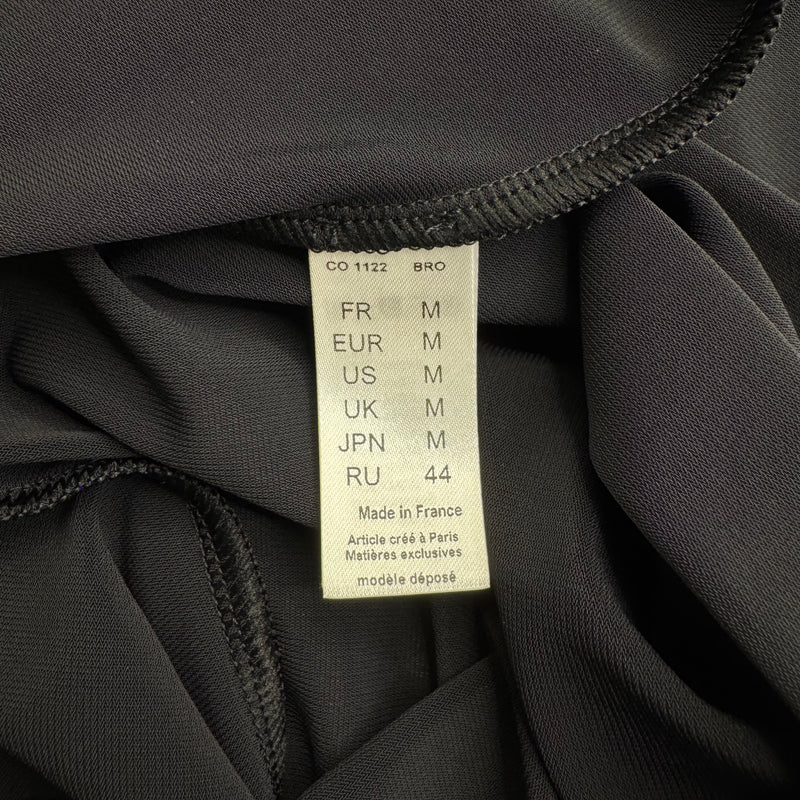 CO 1122 BRO
FR M
EUR M
US M
UK M
JPN M
RU 44
Made in France
Article créé à Paris
Matières exclusives
modèle déposé